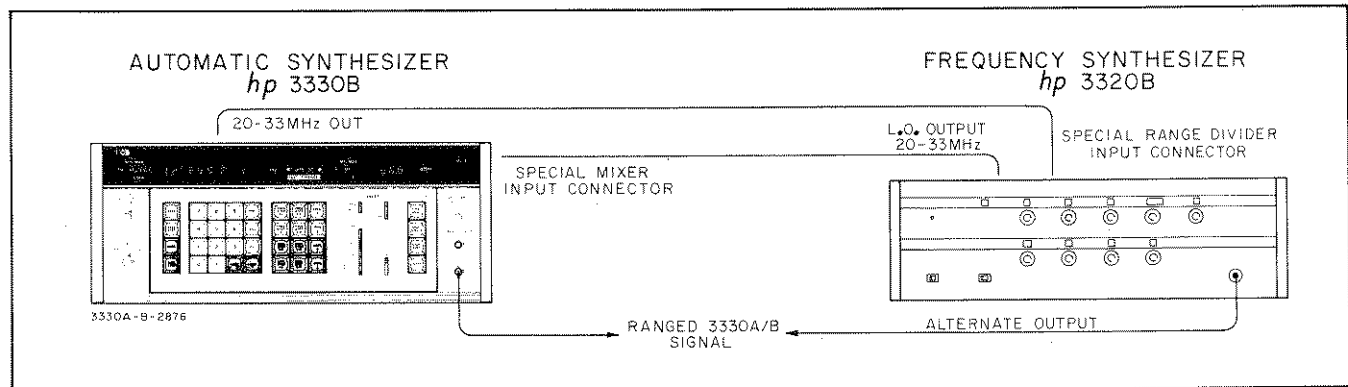 AUTOMATIC SYNTHESIZER
hp 3330B
FREQUENCY SYNTHESIZER
hp 3320B
20-33MHz OUT
L.O. OUTPUT
20-33MHz
SPECIAL RANGE DIVIDER
INPUT CONNECTOR
SPECIAL MIXER
INPUT CONNECTOR
3330A-B-2876
RANGED 3330A/B
SIGNAL
ALTERNATE OUTPUT